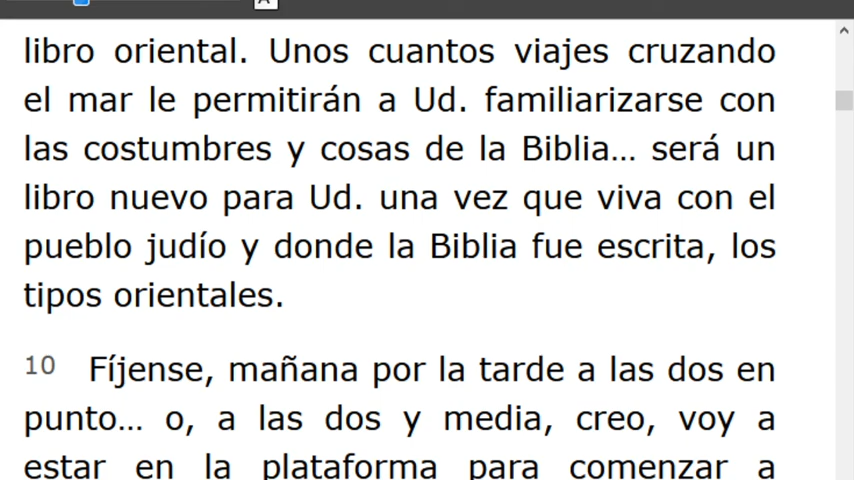 libro oriental. Unos cuantos viajes cruzando
el mar le permitirán a Ud. familiarizarse con
las costumbres y cosas de la Biblia... será un
libro nuevo para Ud. una vez que viva con el
pueblo judío y donde la Biblia fue escrita, los
tipos orientales.
10 Fíjense, mañana por la tarde a las dos en
punto... o, a las dos y media, creo, voy a
estar en la plataforma para comenzar a